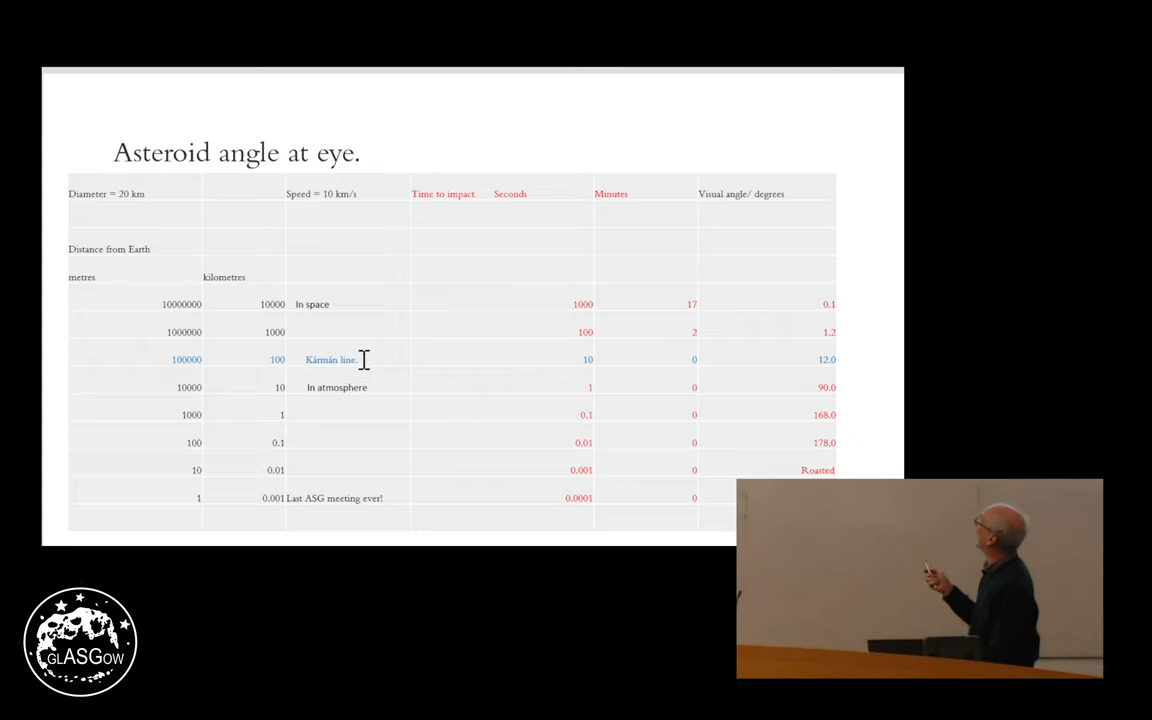 Asteroid angle at eye.
Diameter = 20 km Speed = 10 km/s Time to impact Seconds Minutes Visual angle/ degrees
Distance from Earth
metres kilometres
10000000 10000 In space 1000 17 0.1
1000000 1000 100 2 1.2
100000 100 Kármán line. 10 0 12.0
10000 10 In atmosphere 1 0 90.0
1000 1 0.1 0 168.0
100 0.1 0.01 0 178.0
10 0.01 0.001 0 Roasted
1 0.001 Last ASG meeting ever! 0.0001 0
GLASGOW